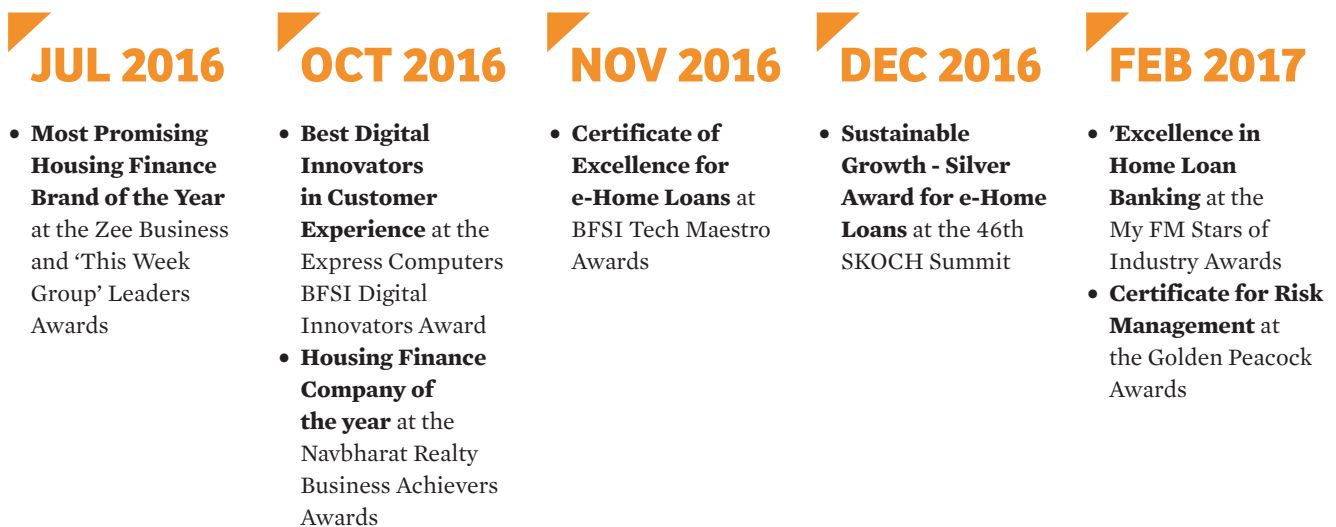 JUL 2016
• Most Promising
Housing Finance
Brand of the Year
at the Zee Business
and ‘This Week
Group’ Leaders
Awards
OCT 2016
• Best Digital
Innovators
in Customer
Experience at the
Express Computers
BFSI Digital
Innovators Award
• Housing Finance
Company of
the year at the
Navbharat Realty
Business Achievers
Awards
NOV 2016
• Certificate of
Excellence for
e-Home Loans at
BFSI Tech Maestro
Awards
DEC 2016
• Sustainable
Growth - Silver
Award for e-Home
Loans at the 46th
SKOCH Summit
FEB 2017
• 'Excellence in
Home Loan
Banking at the
My FM Stars of
Industry Awards
• Certificate for Risk
Management at
the Golden Peacock
Awards